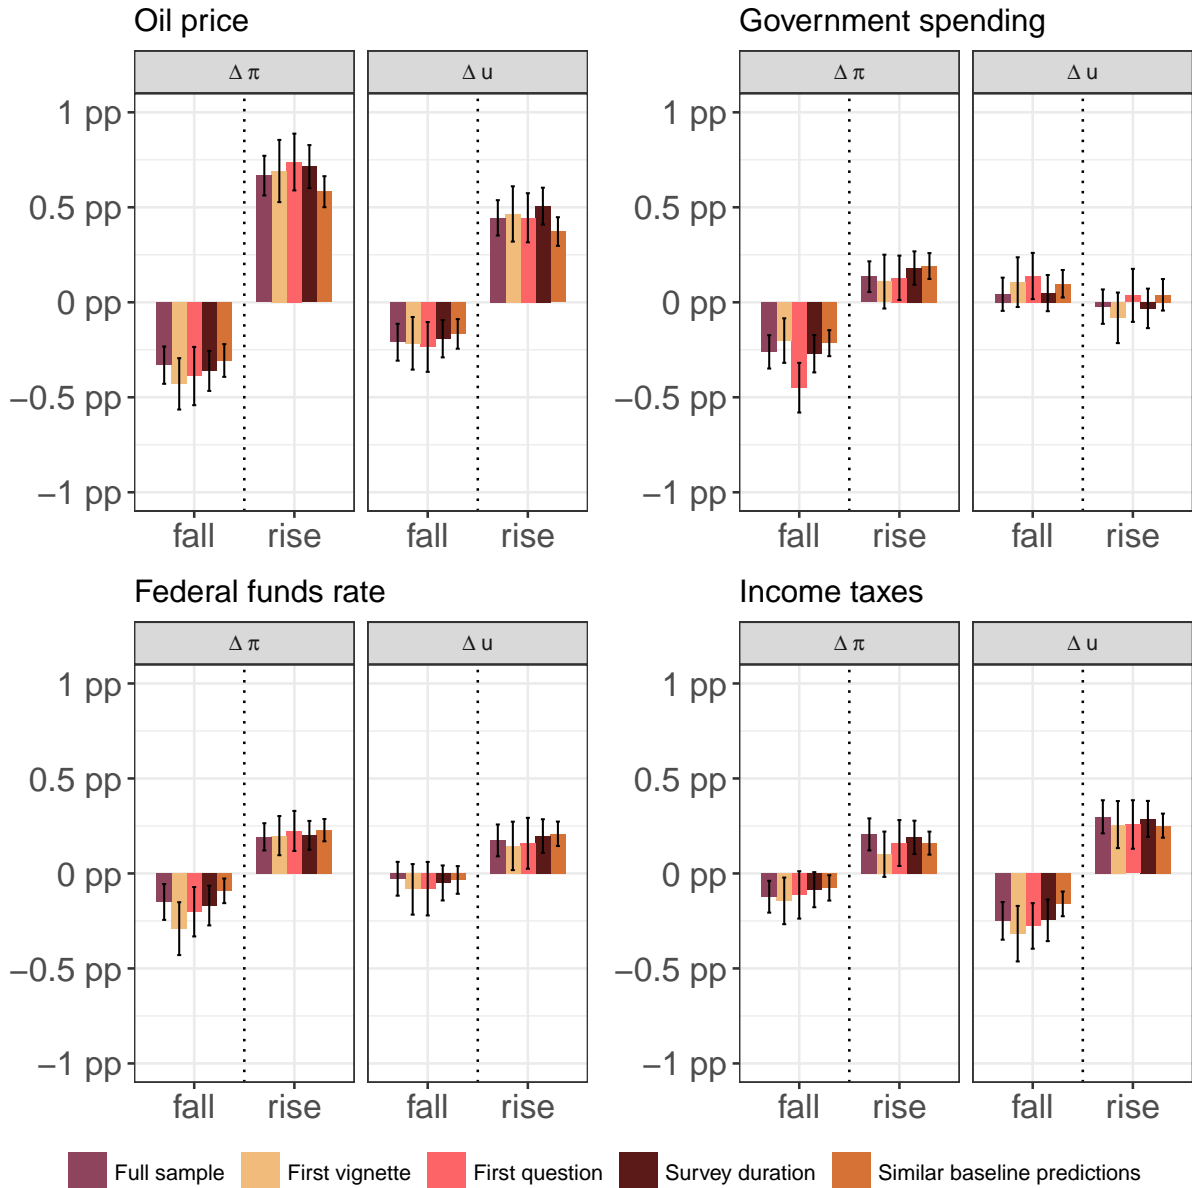 Oil price
Government spending
Δ π
Δ u
Δ π
Δ u
1 pp
0.5 pp
0 pp
−0.5 pp
−1 pp
1 pp
0.5 pp
0 pp
−0.5 pp
−1 pp
fall
rise
fall
rise
fall
rise
fall
rise
Federal funds rate
Income taxes
Δ π
Δ u
Δ π
Δ u
1 pp
0.5 pp
0 pp
−0.5 pp
−1 pp
1 pp
0.5 pp
0 pp
−0.5 pp
−1 pp
fall
rise
fall
rise
fall
rise
fall
rise
Full sample
First vignette
First question
Survey duration
Similar baseline predictions